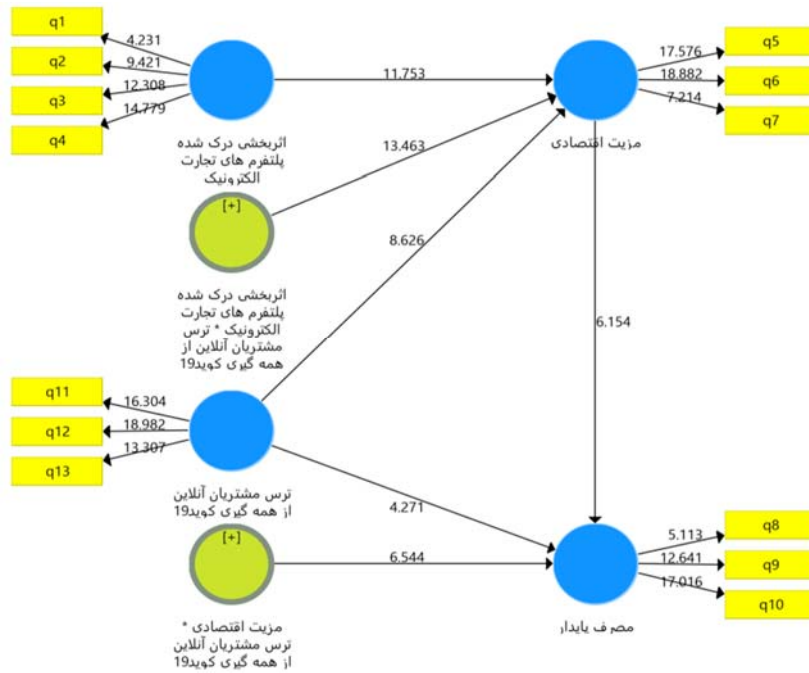 q1
q2
q3
q4
4.231
9.421
12.308
14.779
اثربخشی درک شده
پلتفرم های تجارت
الکترونیک
11.753
q5
q6
q7
17.576
18.882
7.214
مزیت اقتصادی
13.463
[+]
اثربخشی درک شده
پلتفرم های تجارت
الکترونیک * ترس
مشتریان آنلاین از
همه گیری کوید19
8.626
6.154
q11
q12
q13
16.304
18.982
13.307
ترس مشتریان آنلاین
از همه گیری کوید19
4.271
[+]
6.544
مزیت اقتصادی *
ترس مشتریان آنلاین
از همه گیری کوید19
5.113
12.641
17.016
q8
q9
q10
مصرف پایدار